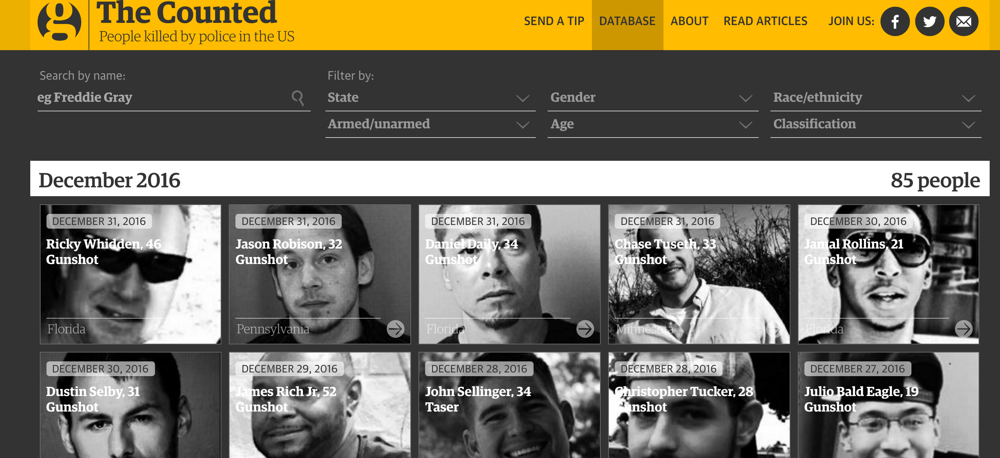 The Counted
People killed by police in the US
SEND A TIP
DATABASE
ABOUT
READ ARTICLES
JOIN US:
Search by name:
eg Freddie Gray
Filter by:
State
Gender
Race/ethnicity
Armed/unarmed
Age
Classification
December 2016
85 people
DECEMBER 31, 2016
Ricky Whidden, 46
Gunshot
Florida
DECEMBER 31, 2016
Jason Robison, 32
Gunshot
Pennsylvania
DECEMBER 31, 2016
Daniel Daily, 34
Gunshot
Florida
DECEMBER 31, 2016
Chase Tuseth, 33
Gunshot
Minnesota
DECEMBER 30, 2016
Jamal Rollins, 21
Gunshot
Florida
DECEMBER 30, 2016
Dustin Selby, 31
Gunshot
DECEMBER 29, 2016
James Rich Jr, 52
Gunshot
DECEMBER 28, 2016
John Sellinger, 34
Taser
DECEMBER 28, 2016
Christopher Tucker, 28
Gunshot
DECEMBER 27, 2016
Julio Bald Eagle, 19
Gunshot